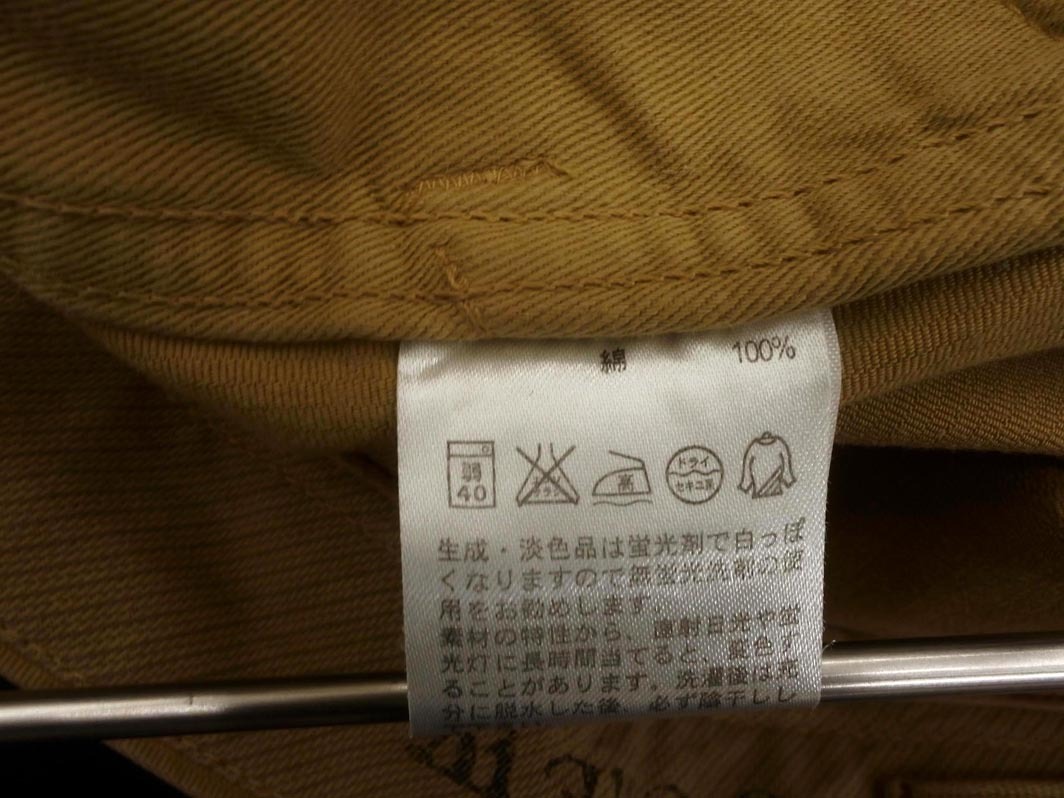 綿 100%
弱 40 ドライ セキユ系 高
生成・淡色品は蛍光剤で白っぽ
くなりますので無蛍光洗剤の使
用をお勧めします。
素材の特性から、直射日光や蛍
光灯に長時間当てると、変色す
ることがあります。洗濯後は充
分に脱水した後、必ず陰干しし